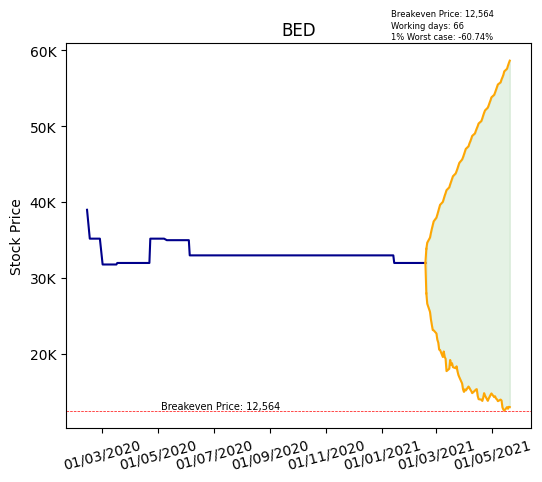 Breakeven Price: 12,564
Working days: 66
1% Worst case: -60.74%
BED
60K
50K
40K
30K
20K
Stock Price
Breakeven Price: 12,564
01/03/2020
01/05/2020
01/07/2020
01/09/2020
01/11/2020
01/01/2021
01/03/2021
01/05/2021